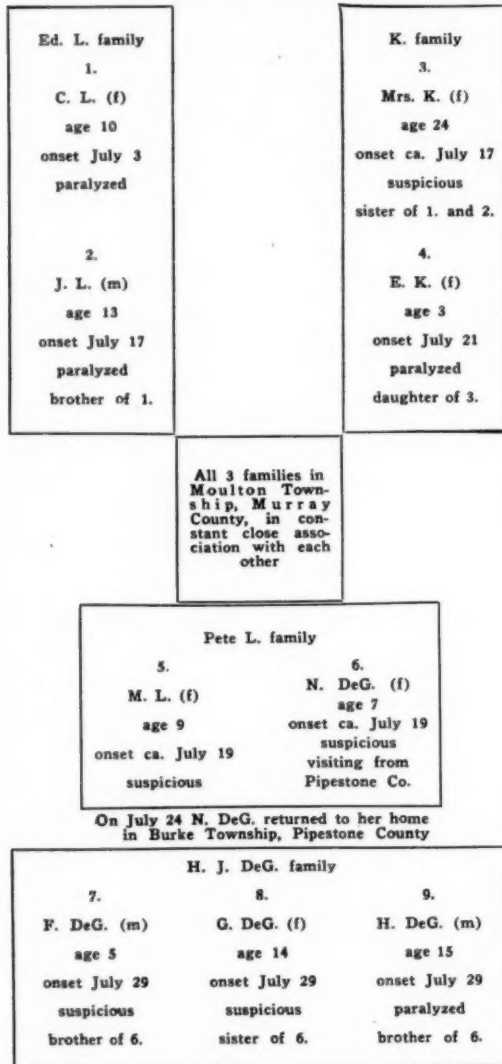 Ed. L. family
1.
C. L. (f)
age 10
onset July 3
paralyzed
2.
J. L. (m)
age 13
onset July 17
paralyzed
brother of 1.
K. family
3.
Mrs. K. (f)
age 24
onset ca. July 17
suspicious
sister of 1. and 2.
4.
E. K. (f)
age 3
onset July 21
paralyzed
daughter of 3.
All 3 families in
Moulton Town-
ship, Murray
County, in con-
stant close asso-
ciation with each
other
Pete L. family
5.
M. L. (f)
age 9
onset ca. July 19
suspicious
6.
N. DeG. (f)
age 7
onset ca. July 19
suspicious
visiting from
Pipestone Co.
On July 24 N. DeG. returned to her home
in Burke Township, Pipestone County
H. J. DeG. family
7.
F. DeG. (m)
age 5
onset July 29
suspicious
brother of 6.
8.
G. DeG. (f)
age 14
onset July 29
suspicious
sister of 6.
9.
H. DeG. (m)
age 15
onset July 29
paralyzed
brother of 6.